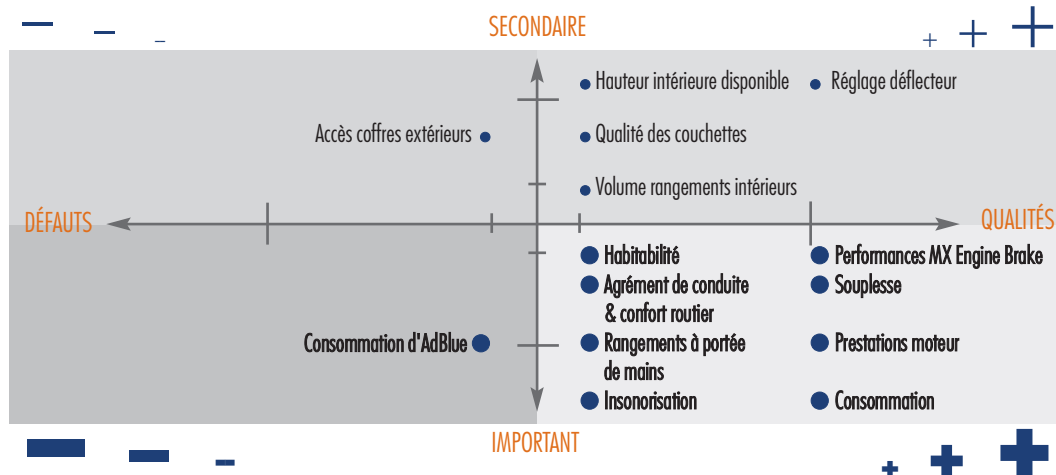 SECONDAIRE
Hauteur intérieure disponible
Réglage déflecteur
Accès coffres extérieurs
Qualité des couchettes
Volume rangements intérieurs
DÉFAUTS
QUALITÉS
Habitabilité
Performances MX Engine Brake
Agrément de conduite
& confort routier
Souplesse
Consommation d'AdBlue
Rangements à portée
de mains
Prestations moteur
Insonorisation
Consommation
IMPORTANT